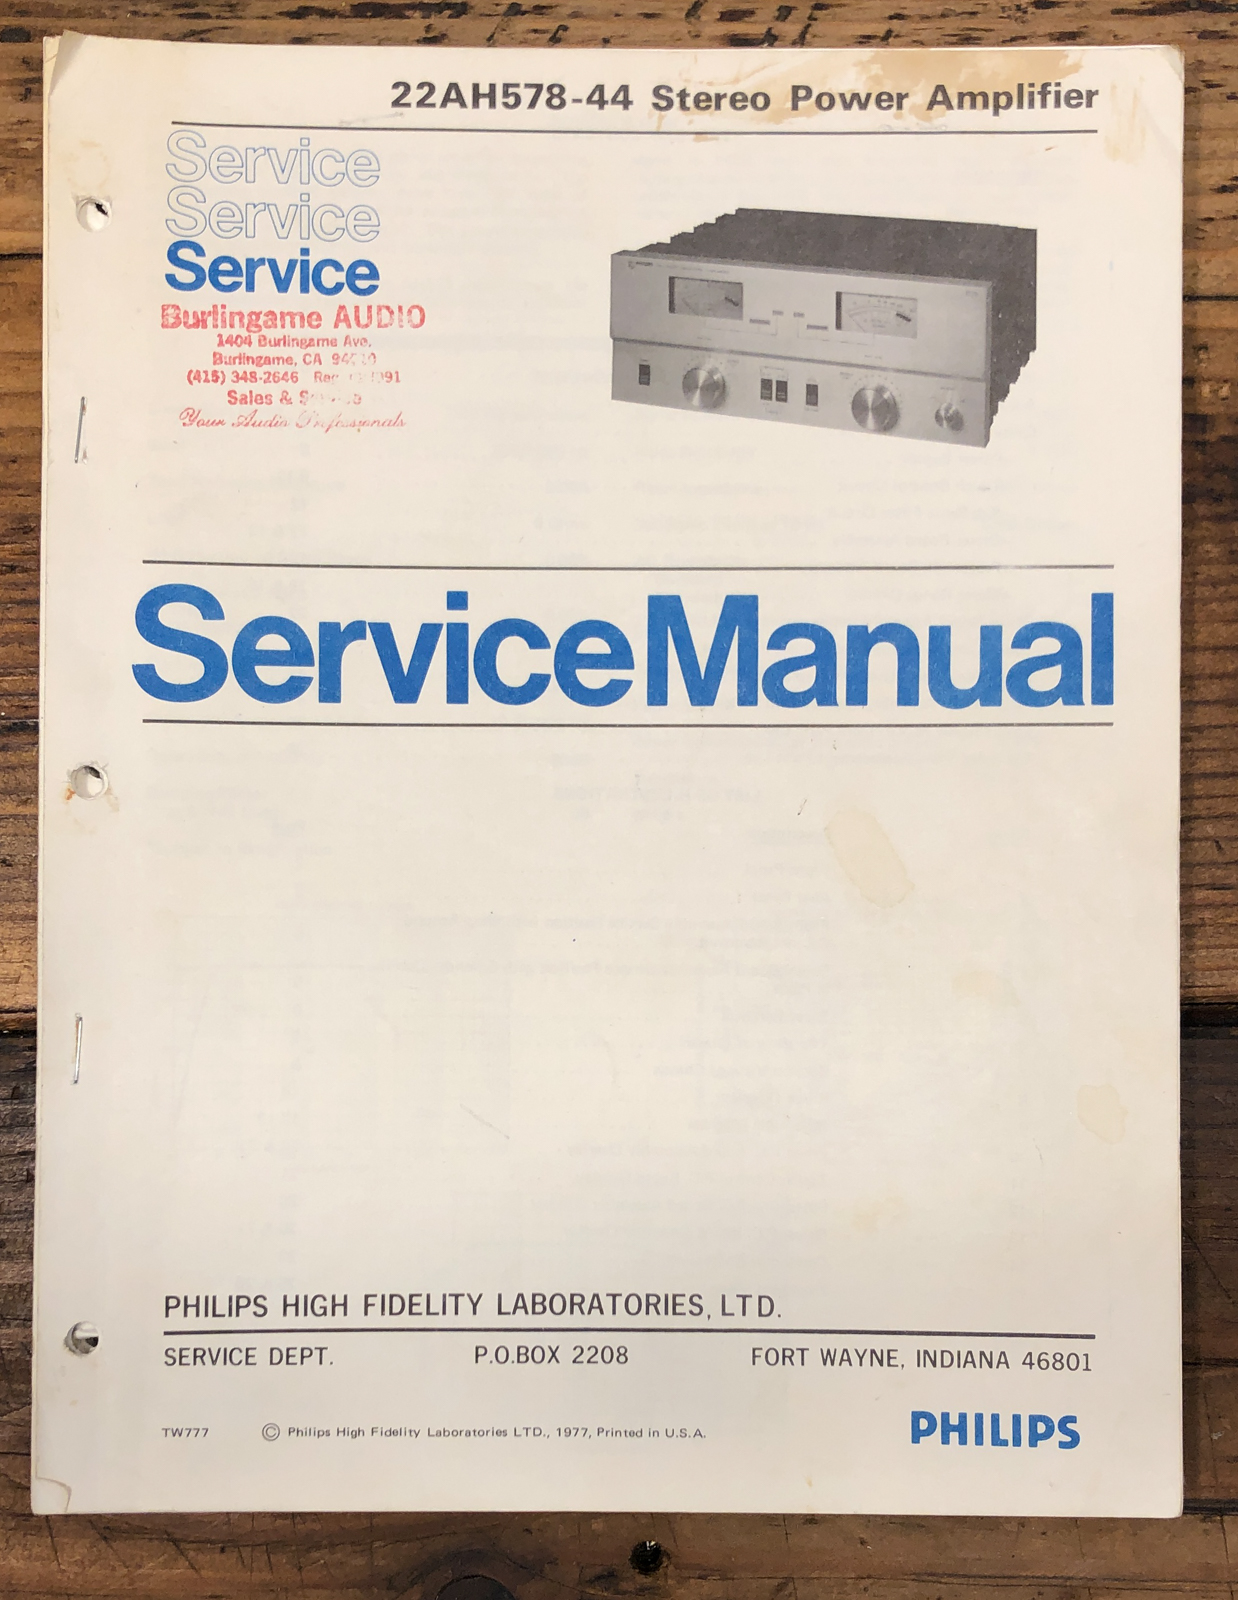 22AH578-44 Stereo Power Amplifier
Service
Service
Service
Burlingame AUDIO
1404 Burlingame Ave.
Burlingame, CA
(415) 348-2646
Sales &
Your Audio Professionals
Service Manual
PHILIPS HIGH FIDELITY LABORATORIES, LTD.
SERVICE DEPT. P.O.BOX 2208 FORT WAYNE, INDIANA 46801
TW777 © Philips High Fidelity Laboratories LTD., 1977, Printed in U.S.A.
PHILIPS